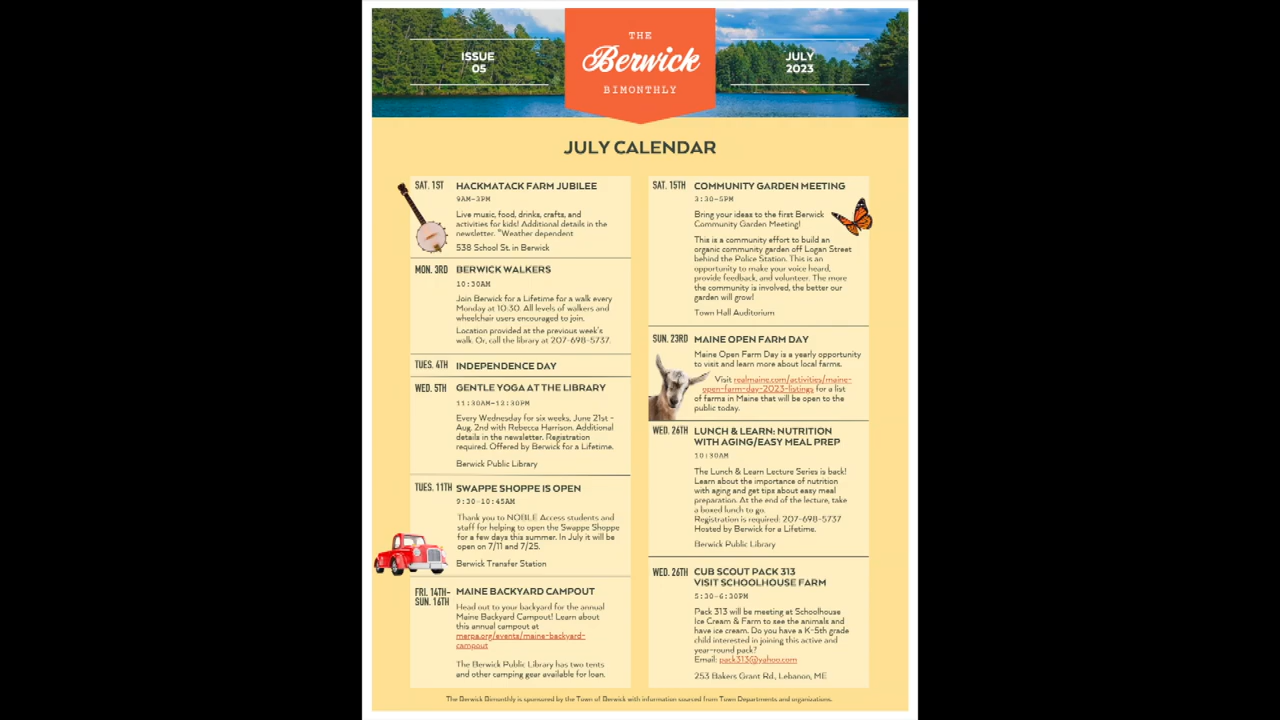 THE
Berwick
BIMONTHLY
ISSUE
05
JULY
2023
JULY CALENDAR
SAT. 1ST
HACKMATACK FARM JUBILEE
9AM-3PM
Live music, food, drinks, crafts, and
activities for kids! Additional details in the
newsletter. *Weather dependent
538 School St. in Berwick
MON. 3RD
BERWICK WALKERS
10:30AM
Join Berwick for a Lifetime for a walk every
Monday at 10:30. All levels of walkers and
wheelchair users encouraged to join.
Location provided at the previous week's
walk. Or, call the library at 207-698-5737.
TUES. 4TH
INDEPENDENCE DAY
WED. 5TH
GENTLE YOGA AT THE LIBRARY
11:30AM-12:30PM
Every Wednesday for six weeks, June 21st -
Aug. 2nd with Rebecca Harrison. Additional
details in the newsletter. Registration
required. Offered by Berwick for a Lifetime.
Berwick Public Library
TUES. 11TH
SWAPPE SHOPPE IS OPEN
9:30-10:45AM
Thank you to NOBLE Access students and
staff for helping to open the Swappe Shoppe
for a few days this summer. In July it will be
open on 7/11 and 7/25.
Berwick Transfer Station
FRI. 14TH-
SUN. 16TH
MAINE BACKYARD CAMPOUT
Head out to your backyard for the annual
Maine Backyard Campout! Learn about
this annual campout at
merpa.org/events/maine-backyard-
campout
The Berwick Public Library has two tents
and other camping gear available for loan.
SAT. 15TH
COMMUNITY GARDEN MEETING
3:30-5PM
Bring your ideas to the first Berwick
Community Garden Meeting!
This is a community effort to build an
organic community garden off Logan Street
behind the Police Station. This is an
opportunity to make your voice heard,
provide feedback, and volunteer. The more
the community is involved, the better our
garden will grow!
Town Hall Auditorium
SUN. 23RD
MAINE OPEN FARM DAY
Maine Open Farm Day is a yearly opportunity
to visit and learn more about local farms.
Visit realmaine.com/activities/maine-
open-farm-day-2023-listings for a list
of farms in Maine that will be open to the
public today.
WED. 26TH
LUNCH & LEARN: NUTRITION
WITH AGING/EASY MEAL PREP
10:30AM
The Lunch & Learn Lecture Series is back!
Learn about the importance of nutrition
with aging and get tips about easy meal
preparation. At the end of the lecture, take
a boxed lunch to go.
Registration is required: 207-698-5737
Hosted by Berwick for a Lifetime.
Berwick Public Library
WED. 26TH
CUB SCOUT PACK 313
VISIT SCHOOLHOUSE FARM
5:30-6:30PM
Pack 313 will be meeting at Schoolhouse
Ice Cream & Farm to see the animals and
have ice cream. Do you have a K-5th grade
child interested in joining this active and
year-round pack?
Email: pack313@yahoo.com
253 Bakers Grant Rd., Lebanon, ME
The Berwick Bimonthly is sponsored by the Town of Berwick with information sourced from Town Departments and organizations.